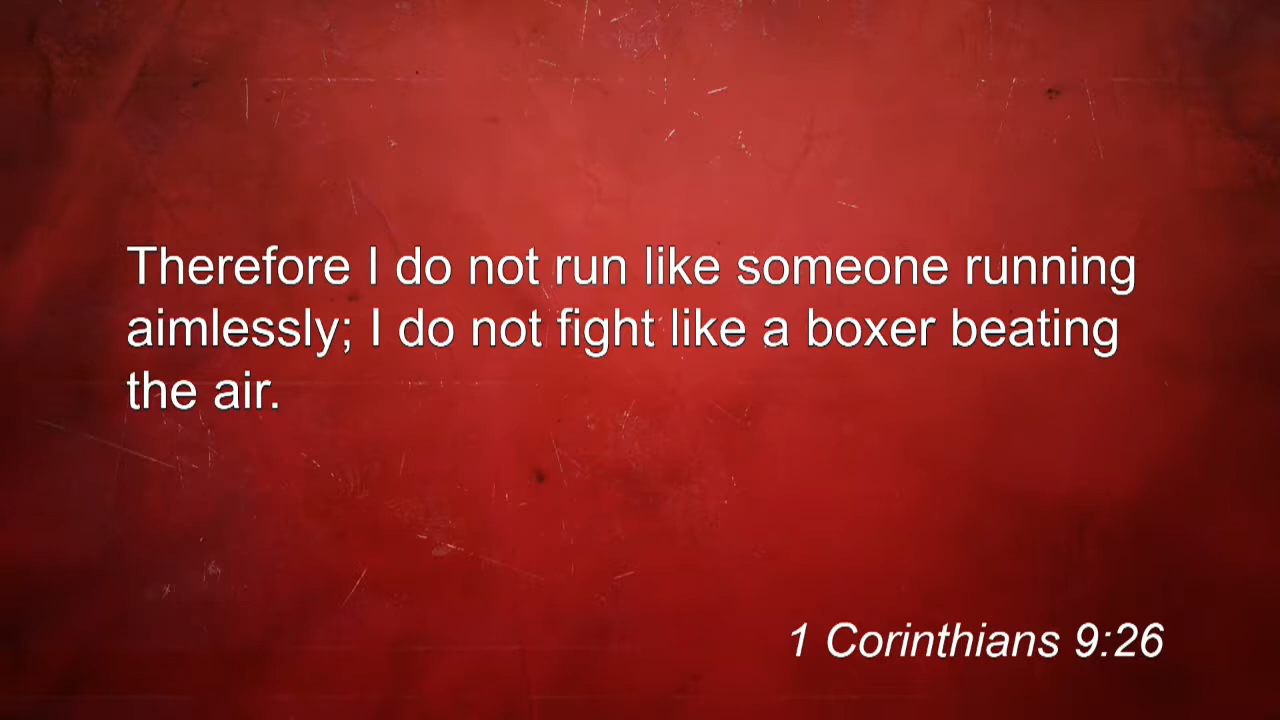 Therefore I do not run like someone running
aimlessly; I do not fight like a boxer beating
the air.
1 Corinthians 9:26